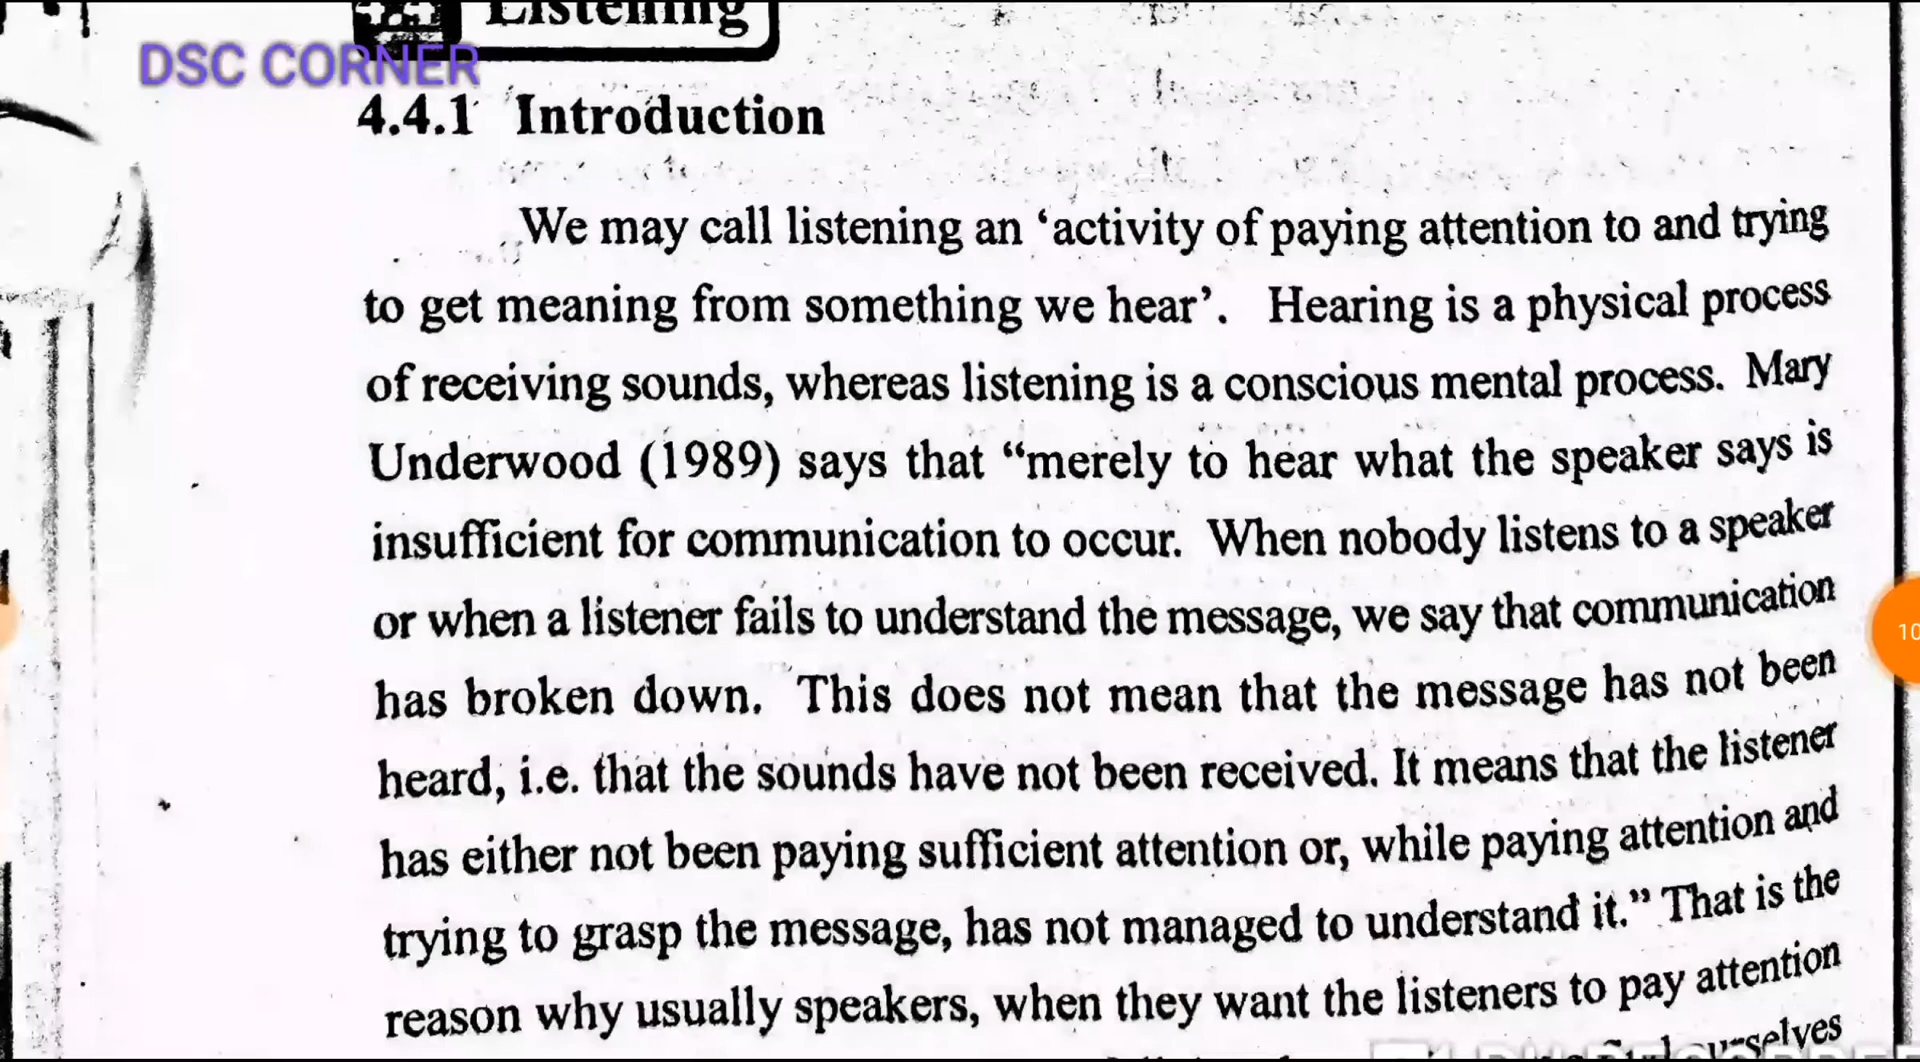 Listening
DSC CORNER
4.4.1 Introduction
We may call listening an ‘activity of paying attention to and trying
to get meaning from something we hear’. Hearing is a physical process
of receiving sounds, whereas listening is a conscious mental process. Mary
Underwood (1989) says that “merely to hear what the speaker says is
insufficient for communication to occur. When nobody listens to a speaker
or when a listener fails to understand the message, we say that communication
has broken down. This does not mean that the message has not been
heard, i.e. that the sounds have not been received. It means that the listener
has either not been paying sufficient attention or, while paying attention and
trying to grasp the message, has not managed to understand it.” That is the
reason why usually speakers, when they want the listeners to pay attention
10